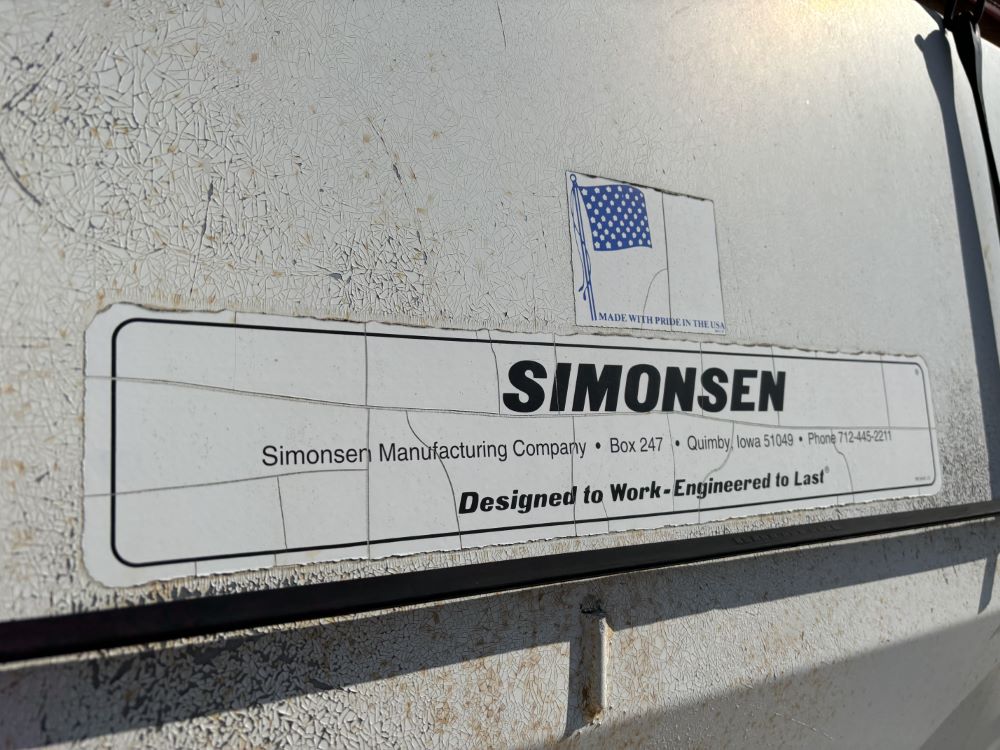 MADE WITH PRIDE IN THE USA
SIMONSEN
Simonsen Manufacturing Company • Box 247 • Quimby, Iowa 51049 • Phone 712-445-2211
Designed to Work-Engineered to Last®